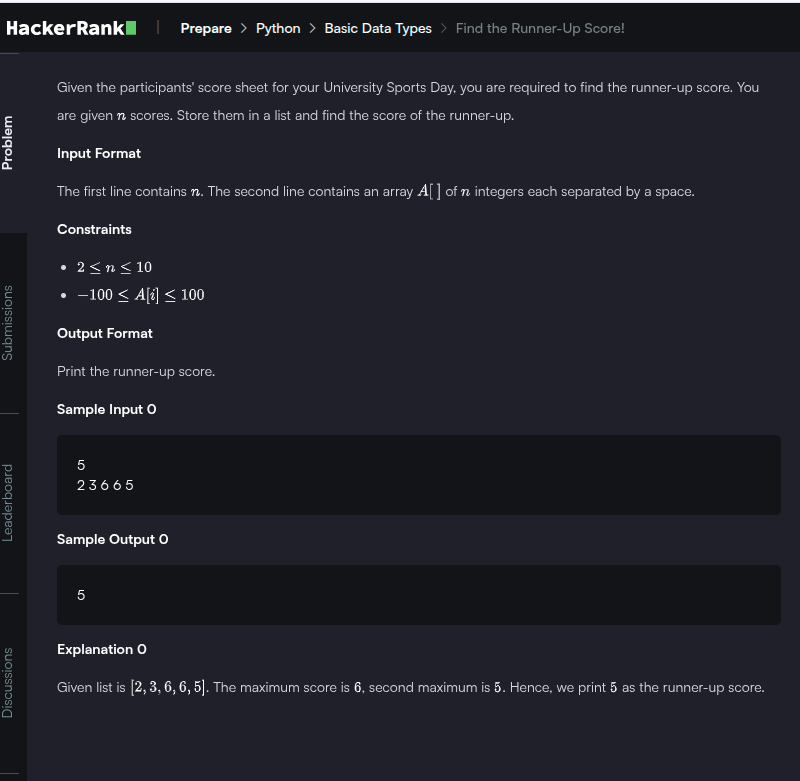 HackerRank | Prepare > Python > Basic Data Types > Find the Runner-Up Score!
Problem
Submissions
Leaderboard
Discussions
Given the participants' score sheet for your University Sports Day, you are required to find the runner-up score. You
are given n scores. Store them in a list and find the score of the runner-up.
Input Format
The first line contains n. The second line contains an array A[ ] of n integers each separated by a space.
Constraints
• 2 ≤ n ≤ 10
• −100 ≤ A[i] ≤ 100
Output Format
Print the runner-up score.
Sample Input 0
5
2 3 6 6 5
Sample Output 0
5
Explanation 0
Given list is [2, 3, 6, 6, 5]. The maximum score is 6, second maximum is 5. Hence, we print 5 as the runner-up score.